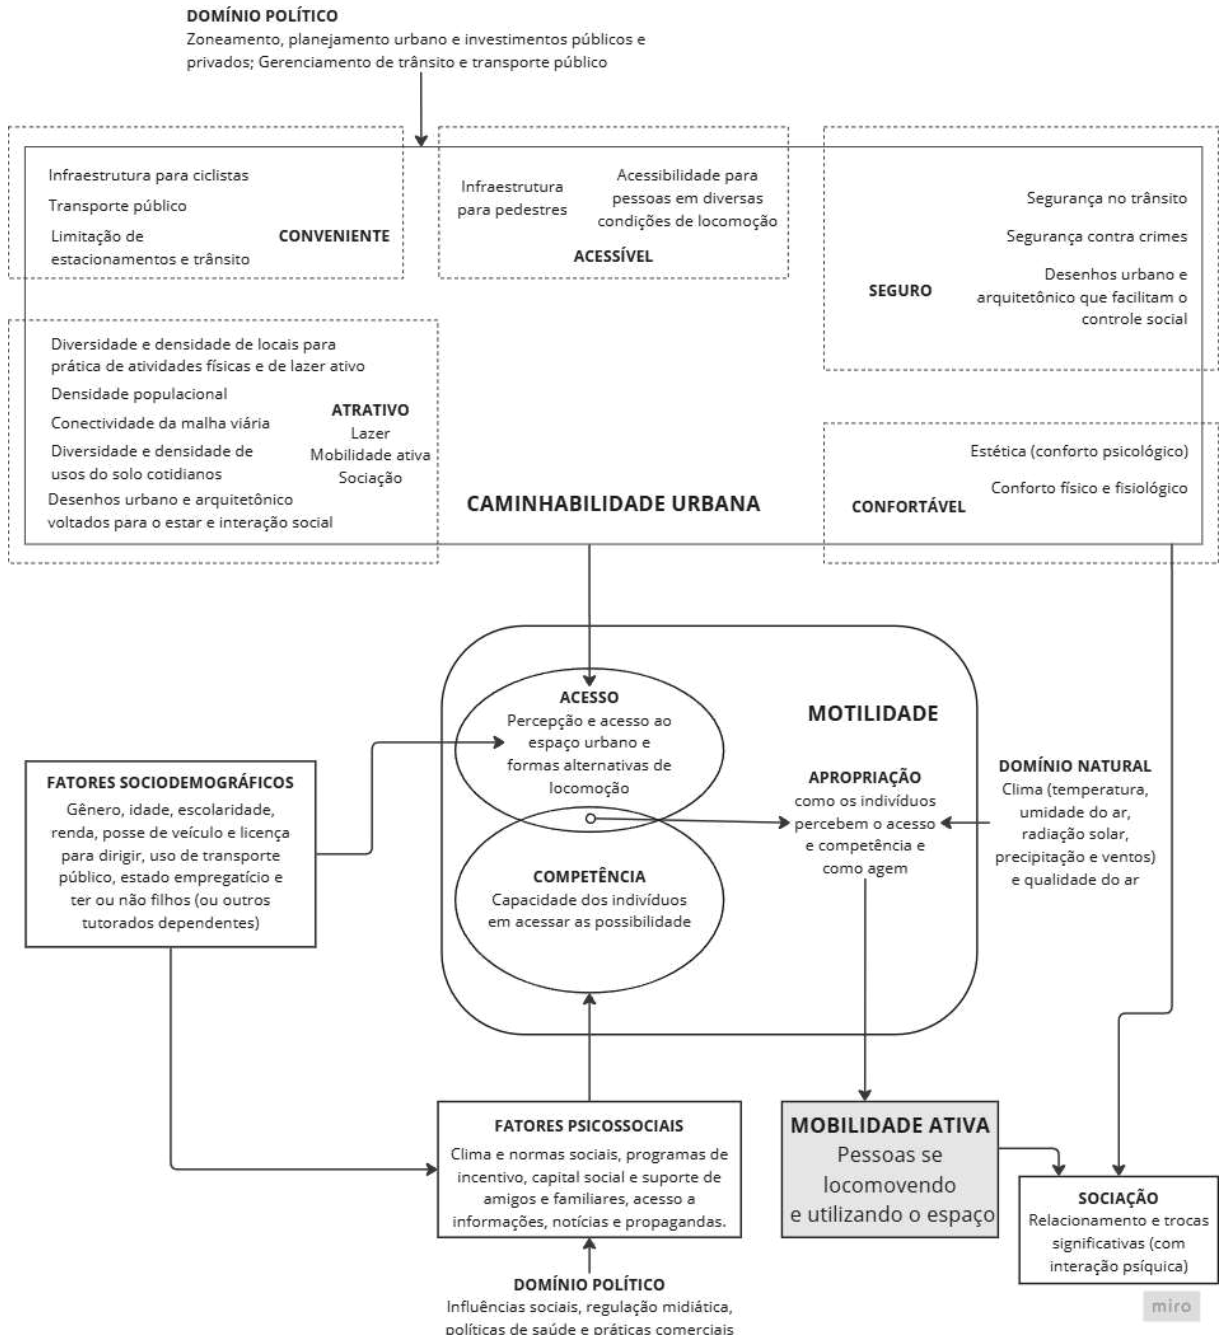 DOMÍNIO POLÍTICO
Zoneamento, planejamento urbano e investimentos públicos e
privados; Gerenciamento de trânsito e transporte público
Infraestrutura para ciclistas
Transporte público
Limitação de
estacionamentos e trânsito
CONVENIENTE
Infraestrutura
para pedestres
Acessibilidade para
pessoas em diversas
condições de locomoção
ACESSÍVEL
Segurança no trânsito
Segurança contra crimes
Desenhos urbano e
arquitetônico que facilitam o
controle social
SEGURO
Diversidade e densidade de locais para
prática de atividades físicas e de lazer ativo
Densidade populacional
Conectividade da malha viária
Diversidade e densidade de
usos do solo cotidianos
Desenhos urbano e arquitetônico
voltados para o estar e interação social
ATRATIVO
Lazer
Mobilidade ativa
Sociação
Estética (conforto psicológico)
Conforto físico e fisiológico
CONFORTÁVEL
CAMINHABILIDADE URBANA
ACESSO
Percepção e acesso ao
espaço urbano e
formas alternativas de
locomoção
MOTILIDADE
FATORES SOCIODEMOGRÁFICOS
Gênero, idade, escolaridade,
renda, posse de veículo e licença
para dirigir, uso de transporte
público, estado empregatício e
ter ou não filhos (ou outros
tutorados dependentes)
APROPRIAÇÃO
como os indivíduos
percebem o acesso
e competência e
como agem
DOMÍNIO NATURAL
Clima (temperatura,
umidade do ar,
radiação solar,
precipitação e ventos)
e qualidade do ar
COMPETÊNCIA
Capacidade dos indivíduos
em acessar as possibilidade
FATORES PSICOSSOCIAIS
Clima e normas sociais, programas de
incentivo, capital social e suporte de
amigos e familiares, acesso a
informações, notícias e propagandas.
MOBILIDADE ATIVA
Pessoas se
locomovendo
e utilizando o espaço
SOCIAÇÃO
Relacionamento e trocas
significativas (com
interação psíquica)
DOMÍNIO POLÍTICO
Influências sociais, regulação midiática,
políticas de saúde e práticas comerciais
miro